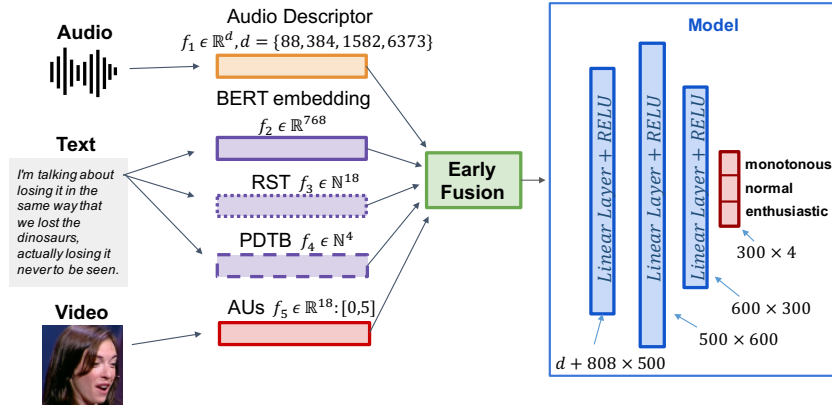 Audio
Audio Descriptor
f₁ ϵ ℝᵈ, d = {88,384,1582,6373}
BERT embedding
f₂ ϵ ℝ⁷⁶⁸
Text
I'm talking about
losing it in the
same way that
we lost the
dinosaurs,
actually losing it
never to be seen.
RST f₃ ϵ ℕ¹⁸
PDTB f₄ ϵ ℕ⁴
Video
AUs f₅ ϵ ℝ¹⁸: [0,5]
Early
Fusion
Model
Linear Layer + RELU
Linear Layer + RELU
Linear Layer + RELU
monotonous
normal
enthusiastic
300 × 4
600 × 300
500 × 600
d + 808 × 500